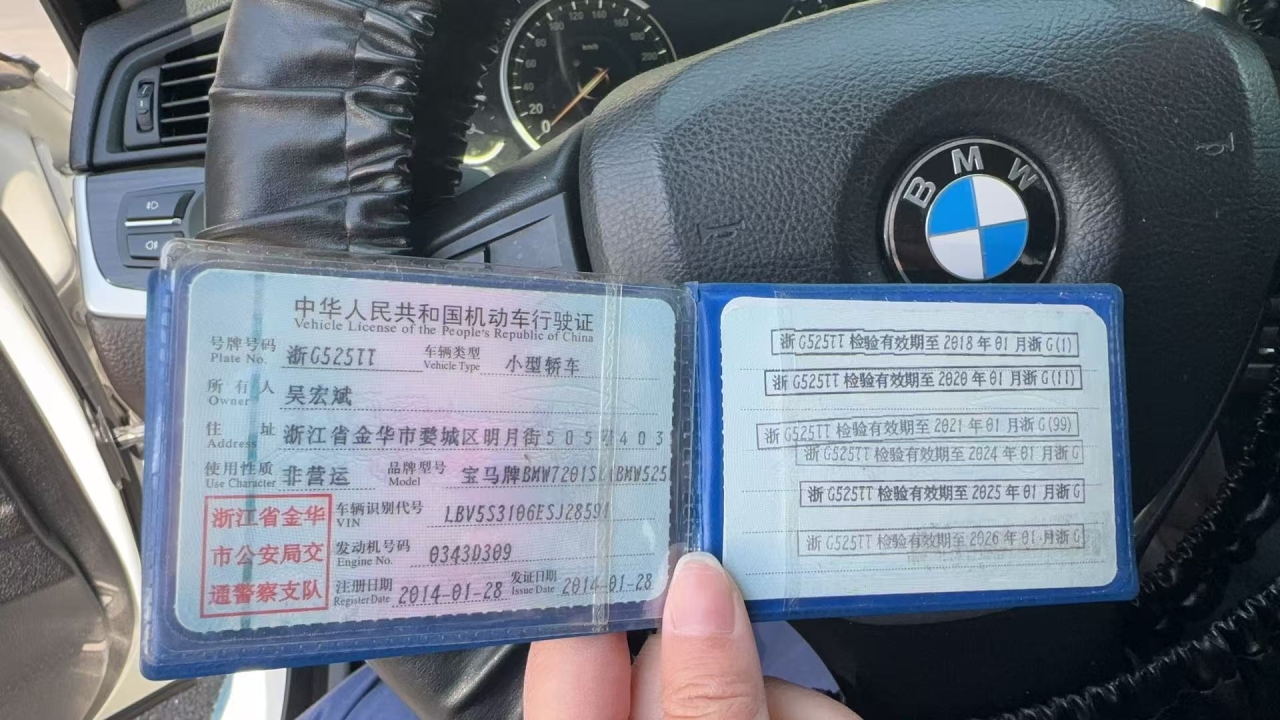 120 140 160
BMW
中华人民共和国机动车行驶证
Vehicle License of the People's Republic of China
号牌号码 浙G525TT 车辆类型 小型轿车
Plate No. Vehicle Type
所有人 吴宏斌
Owner
住址 浙江省金华市婺城区明月街505 403
Address
使用性质 非营运 品牌型号 宝马牌BMW7201SL(BMW525
Use Character Model
浙江省金华
市公安局交
通警察支队
车辆识别代号 LBV5S3106ESJ28591
VIN
发动机号码 0343D309
Engine No.
注册日期 2014-01-28 发证日期 2014-01-28
Register Date Issue Date
浙G525TT 检验有效期至 2018 年 01 月浙 G(1)
浙 G525TT 检验有效期至 2020 年 01 月浙 G(11)
浙 G525TT 检验有效期至 2021 年 01 月浙 G(99)
浙 G525TT 检验有效期至 2024 年 01 月浙 G
浙 G525TT 检验有效期至 2025 年 01 月浙 G
浙 G525TT 检验有效期至 2026 年 01 月浙 G